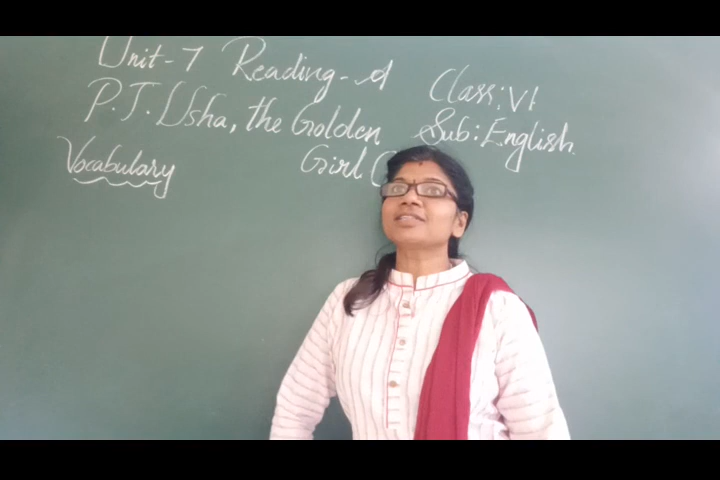 Unit-7 Reading-A
P.T. Usha, the Golden
Girl (
Class: VI
Sub: English
Vocabulary